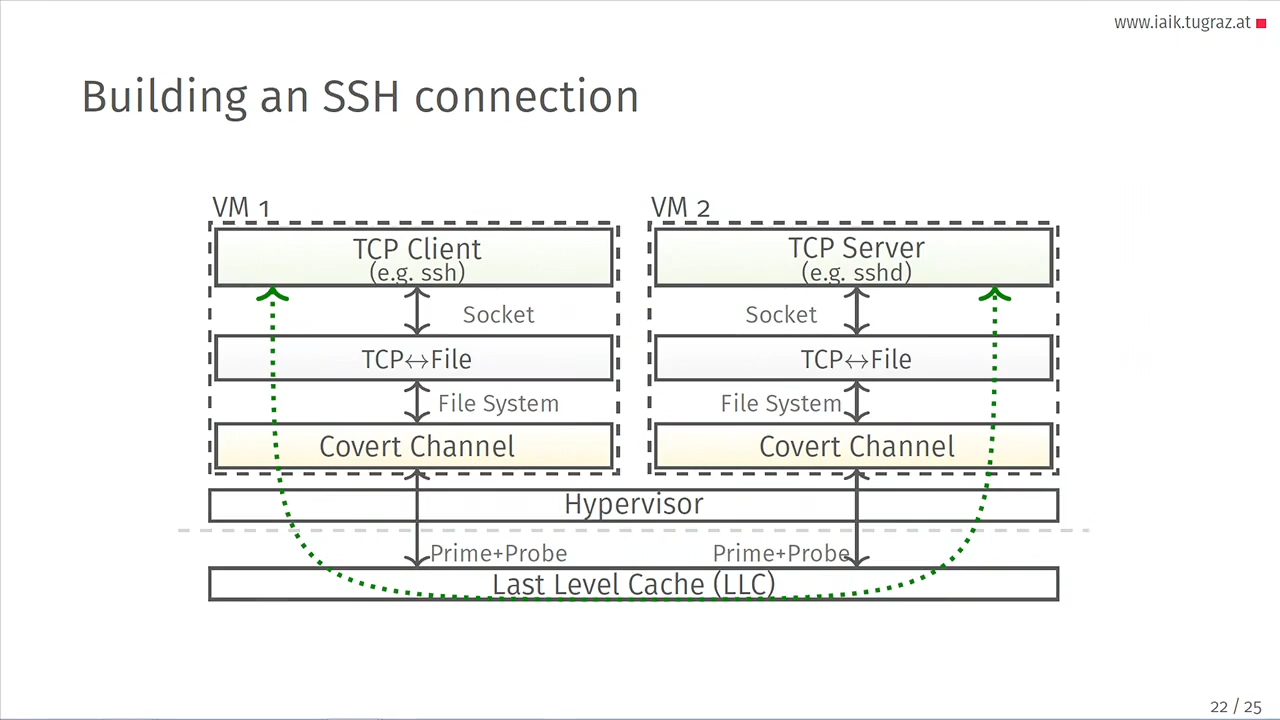 www.iaik.tugraz.at
Building an SSH connection
VM 1
VM 2
TCP Client
(e.g. ssh)
TCP Server
(e.g. sshd)
Socket
Socket
TCP↔File
TCP↔File
File System
File System
Covert Channel
Covert Channel
Hypervisor
Prime+Probe
Prime+Probe
Last Level Cache (LLC)
22 / 25